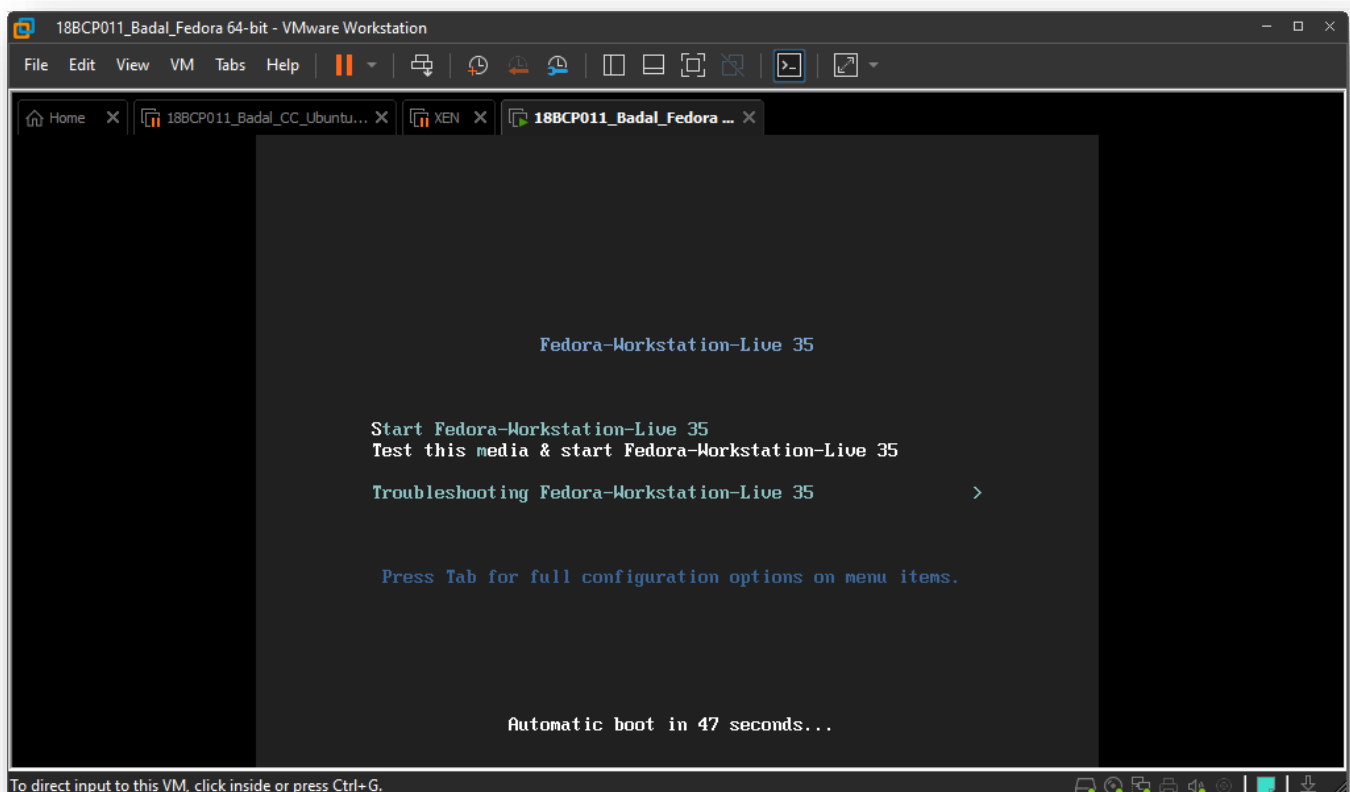 18BCP011_Badal_Fedora 64-bit - VMware Workstation
File Edit View VM Tabs Help
Home 18BCP011_Badal_CC_Ubuntu... XEN 18BCP011_Badal_Fedora ...
Fedora-Workstation-Live 35
Start Fedora-Workstation-Live 35
Test this media & start Fedora-Workstation-Live 35
Troubleshooting Fedora-Workstation-Live 35 >
Press Tab for full configuration options on menu items.
Automatic boot in 47 seconds...
To direct input to this VM, click inside or press Ctrl+G.